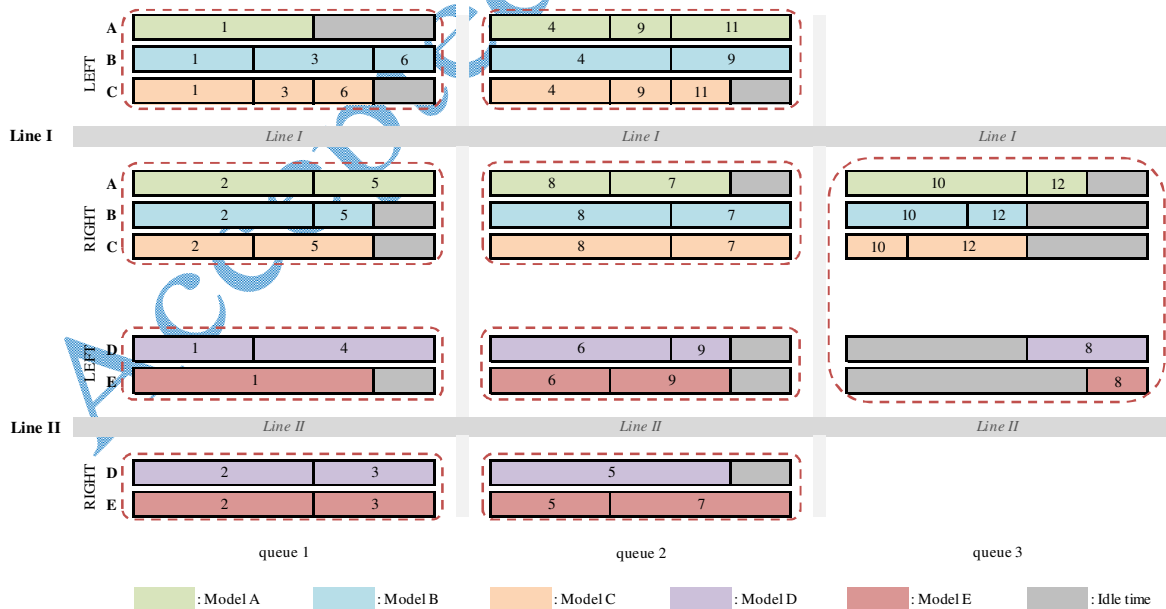 A 1 4 9 11
LEFT
B 1 3 6 4 9
C 1 3 6 4 9 11
Line I Line I Line I Line I
A 2 5 8 7 10 12
RIGHT
B 2 5 8 7 10 12
C 2 5 8 7 10 12
D 1 4 6 9 8
LEFT
E 1 6 9 8
Line II Line II Line II Line II
D 2 3 5
RIGHT
E 2 3 5 7
queue 1 queue 2 queue 3
: Model A : Model B : Model C : Model D : Model E : Idle time